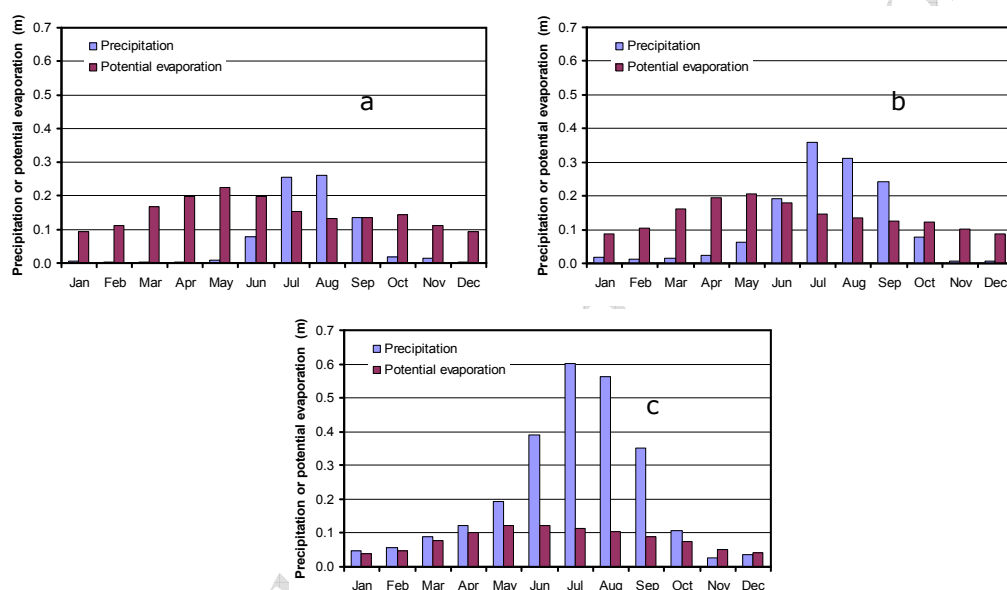 Precipitation or potential evaporation (m)
0.7
0.6
0.5
0.4
0.3
0.2
0.1
0.0
Precipitation
Potential evaporation
a
Jan Feb Mar Apr May Jun Jul Aug Sep Oct Nov Dec
Precipitation or potential evaporation (m)
0.7
0.6
0.5
0.4
0.3
0.2
0.1
0.0
Precipitation
Potential evaporation
b
Jan Feb Mar Apr May Jun Jul Aug Sep Oct Nov Dec
Precipitation or potential evaporation (m)
0.7
0.6
0.5
0.4
0.3
0.2
0.1
0.0
Precipitation
Potential evaporation
c
Jan Feb Mar Apr May Jun Jul Aug Sep Oct Nov Dec